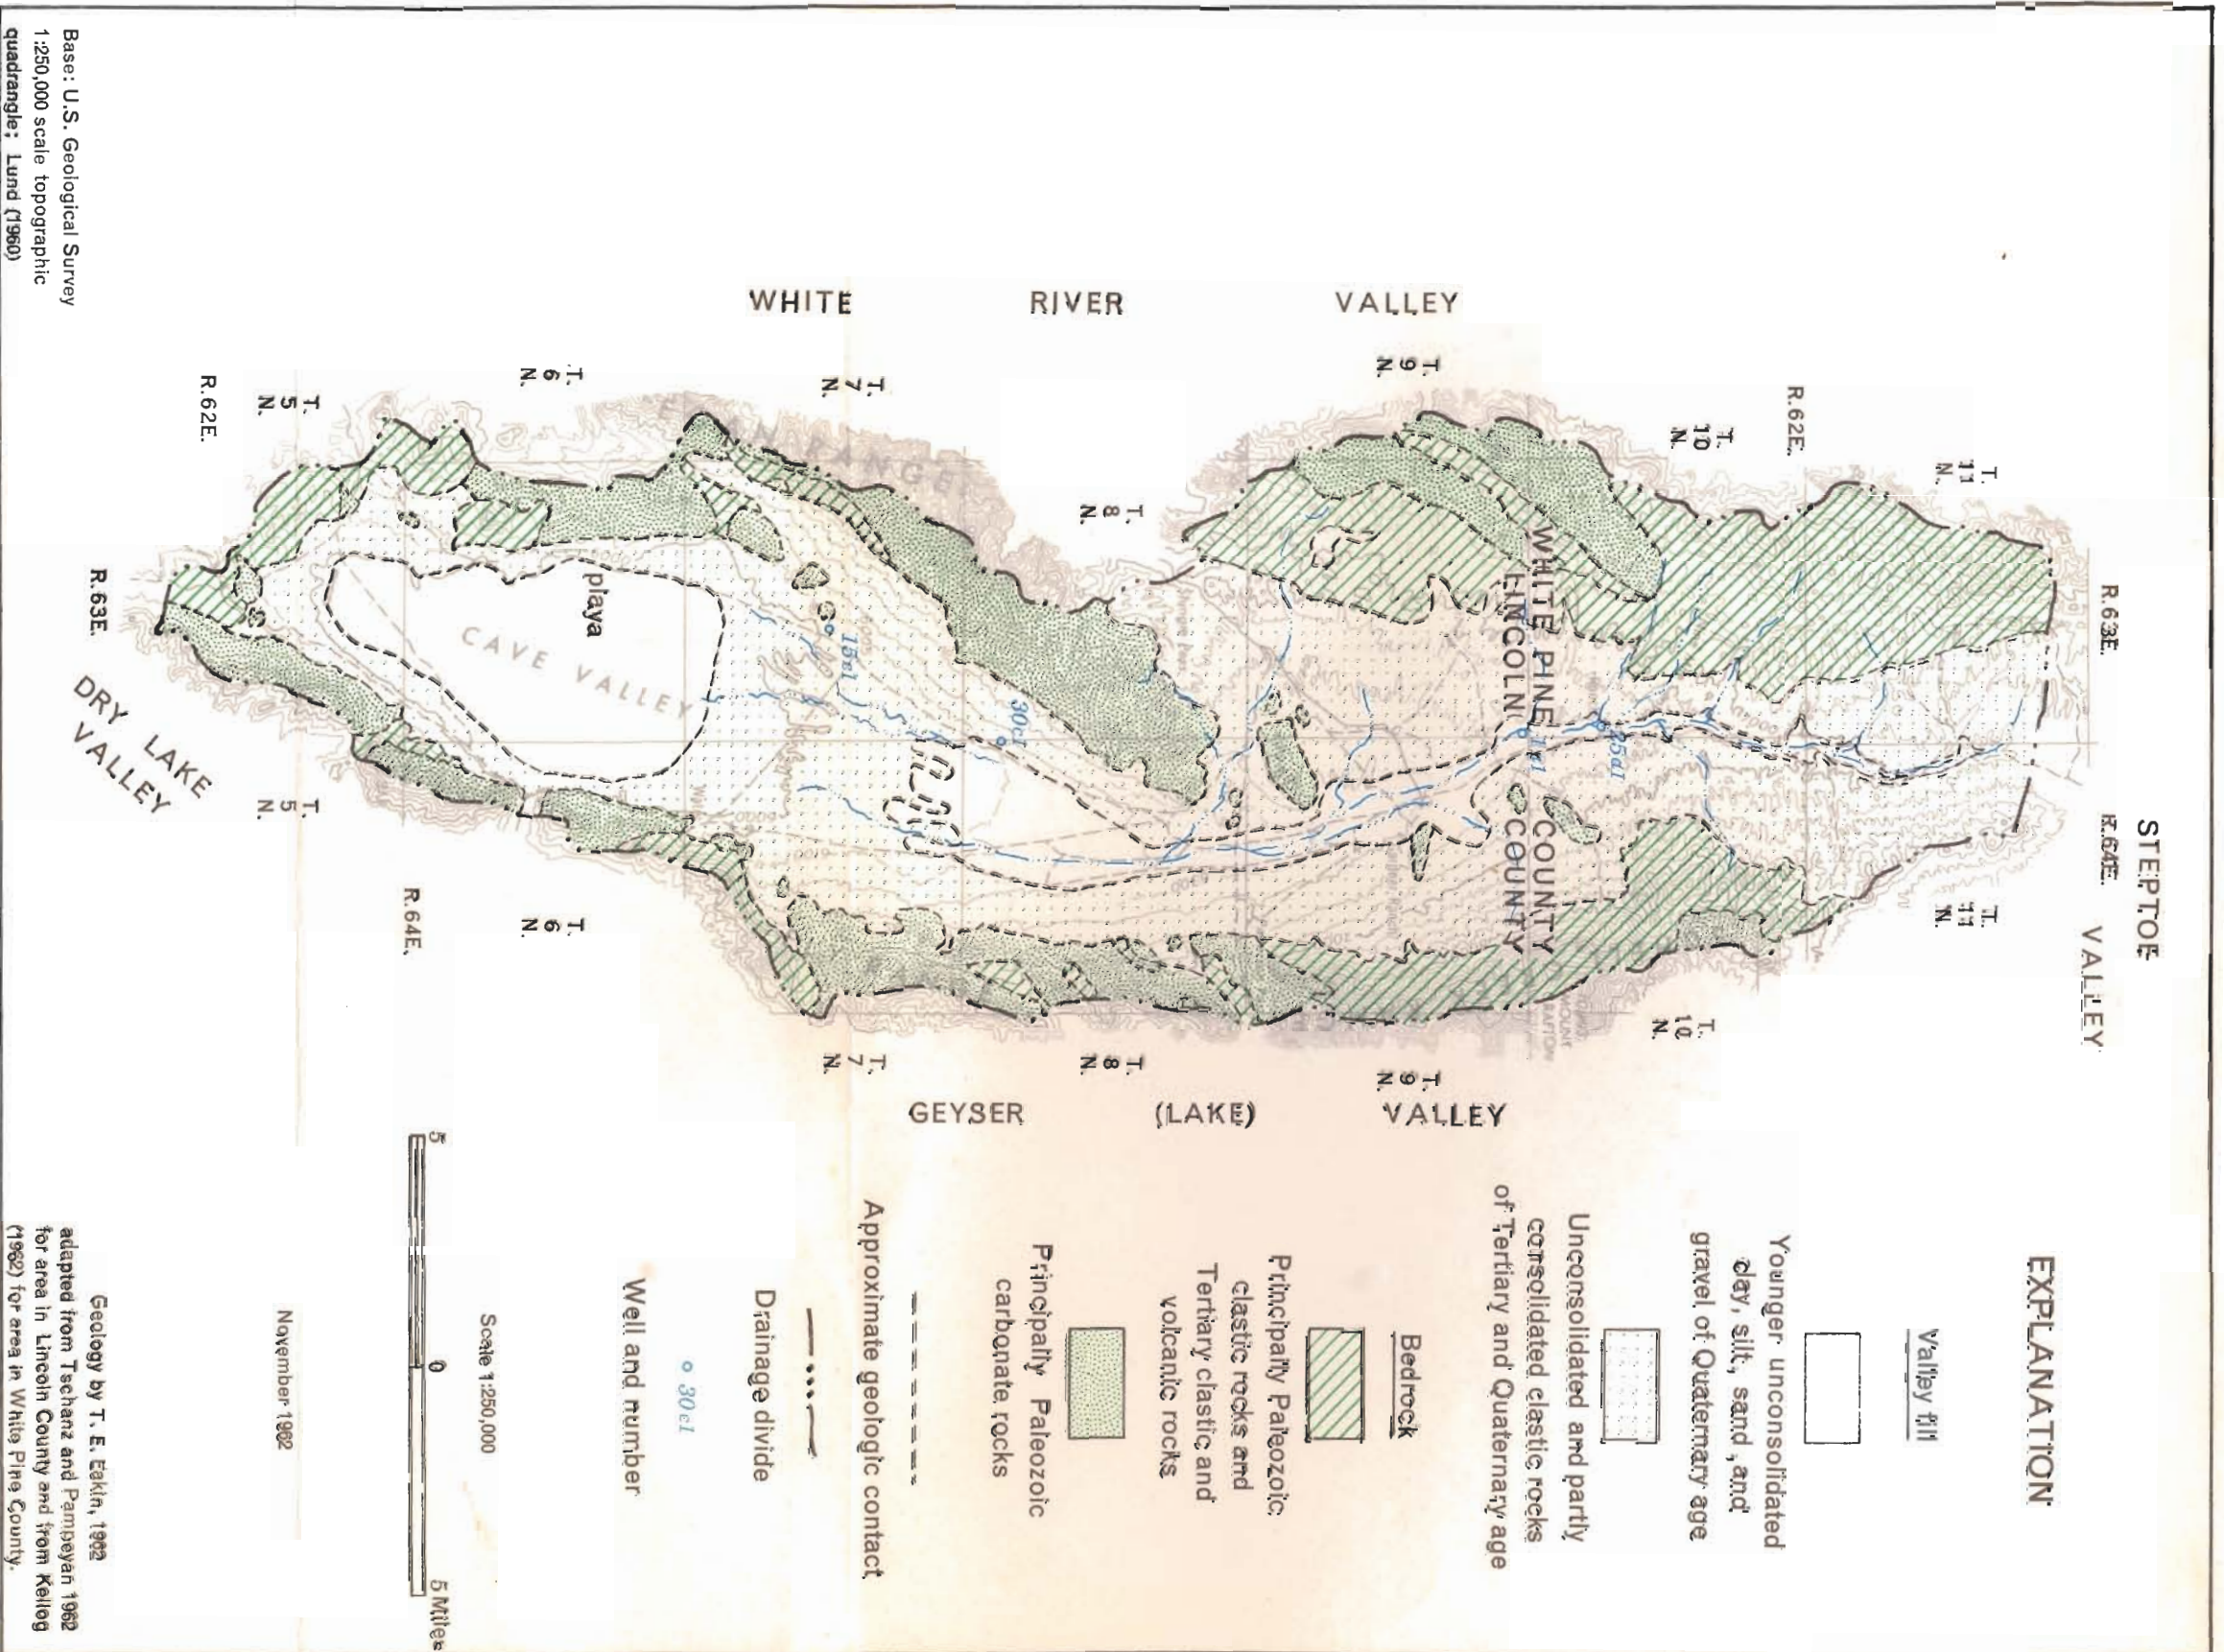 WHITE RIVER VALLEY
T. 5 N.
T. 6 N.
T. 7 N.
T. 8 N.
T. 9 N.
T. 10 N.
T. 11 N.
R.62E.
R.62E.
R.63E.
R.63E.
R.64E.
R.64E.
STEPTOE
VALLEY
DRY LAKE
VALLEY
GEYSER (LAKE) VALLEY
T. 5 N.
T. 6 N.
T. 7 N.
T. 8 N.
T. 9 N.
T. 10 N.
T. 11 N.
WHITE PINE COUNTY
LINCOLN COUNTY
playa
CAVE VALLEY
RANGE
15c1
30c1
25d1
EXPLANATION
Valley fill
Younger unconsolidated
clay, silt, sand, and
gravel of Quaternary age
Unconsolidated and partly
consolidated clastic rocks
of Tertiary and Quaternary age
Bedrock
Principally Paleozoic
clastic rocks and
Tertiary clastic and
volcanic rocks
Principally Paleozoic
carbonate rocks
Approximate geologic contact
Drainage divide
30c1
Well and number
Scale 1:250,000
5 0 5 Miles
November 1962
Geology by T. E. Eakin, 1962
adapted from Tschanz and Pampeyan 1962
for area in Lincoln County and from Kellog
(1962) for area in White Pine County.
Base: U.S. Geological Survey
1:250,000 scale topographic
quadrangle; Lund (1960)